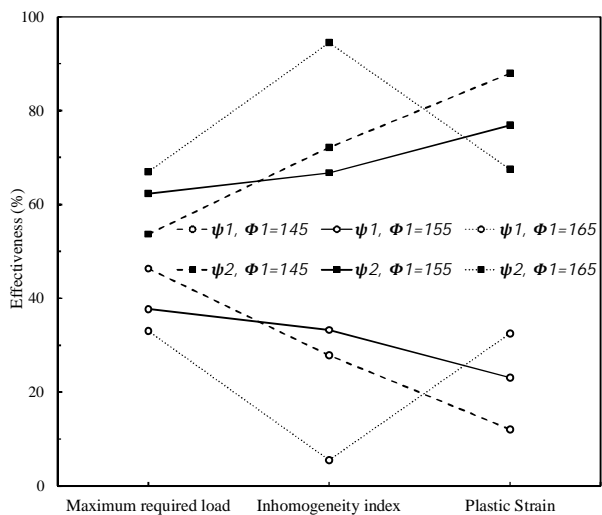 100
80
60
40
20
0
Effectiveness (%)
ψ1, Φ1=145 ψ1, Φ1=155 ψ1, Φ1=165
ψ2, Φ1=145 ψ2, Φ1=155 ψ2, Φ1=165
Maximum required load Inhomogeneity index Plastic Strain